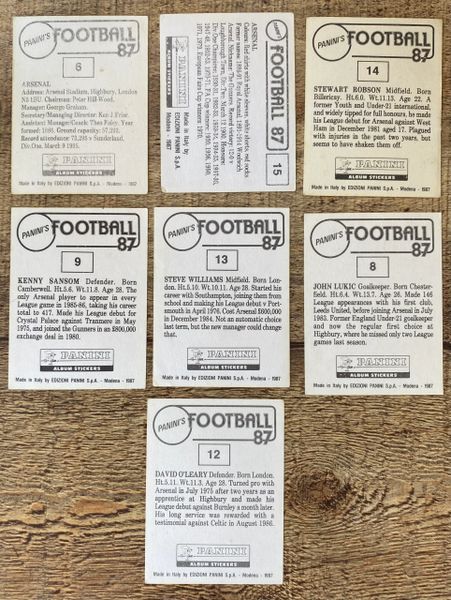 PANINI'S FOOTBALL 87
6
ARSENAL
Address: Arsenal Stadium, Highbury, London
N5 1BU. Chairman: Peter Hill-Wood.
Manager: George Graham.
Secretary/Managing Director: Ken J. Friar.
Assistant Manager/Coach: Theo Foley. Year
formed: 1886. Ground capacity: 57,000.
Record attendance: 73,295 v Sunderland.
Div.One. March 9 1935.
PANINI
ALBUM STICKERS
Made in Italy by EDIZIONI PANINI S.p.A. - Modena - 1987
PANINI'S FOOTBALL 87
15
ARSENAL
Colours: Red shirts with white sleeves, white shorts, red socks
PANINI
ALBUM STICKERS
Made in Italy by EDIZIONI PANINI S.p.A. - Modena - 1987
PANINI'S FOOTBALL 87
14
STEWART ROBSON Midfield. Born
Billericay. Ht.6.0. Wt.11.13. Age 22. A
former Youth and Under-21 international,
and widely tipped for full honours, he made
his League debut for Arsenal against West
Ham in December 1981 aged 17. Plagued
with injuries in the past two years, but
seems to have shaken them off.
PANINI
ALBUM STICKERS
Made in Italy by EDIZIONI PANINI S.p.A. - Modena - 1987
PANINI'S FOOTBALL 87
9
KENNY SANSOM Defender. Born
Camberwell. Ht.5.6. Wt.11.8. Age 28. The
only Arsenal player to appear in every
League game in 1985-86, taking his career
total to 417. Made his League debut for
Crystal Palace against Tranmere in May
1975, and joined the Gunners in an £800,000
exchange deal in 1980.
PANINI
ALBUM STICKERS
Made in Italy by EDIZIONI PANINI S.p.A. - Modena - 1987
PANINI'S FOOTBALL 87
13
STEVE WILLIAMS Midfield. Born Lon-
don. Ht.5.10. Wt.10.11. Age 28. Started his
career with Southampton, joining them from
school and making his League debut v Port-
smouth in April 1976. Cost Arsenal £600,000
in December 1984. Not an automatic choice
last term, but the new manager could change
that.
PANINI
ALBUM STICKERS
Made in Italy by EDIZIONI PANINI S.p.A. - Modena - 1987
PANINI'S FOOTBALL 87
8
JOHN LUKIC Goalkeeper. Born Chester-
field. Ht.6.4. Wt.13.7. Age 26. Made 146
League appearances with his first club,
Leeds United, before joining Arsenal in July
1983. Former England Under-21 goalkeeper
and now the regular first choice at
Highbury, where he missed only two League
games last season.
PANINI
ALBUM STICKERS
Made in Italy by EDIZIONI PANINI S.p.A. - Modena - 1987
PANINI'S FOOTBALL 87
12
DAVID O'LEARY Defender. Born London.
Ht.5.11. Wt.11.3. Age 28. Turned pro with
Arsenal in July 1975 after two years as an
apprentice at Highbury and made his
League debut against Burnley a month later.
His long service was rewarded with a
testimonial against Celtic in August 1986.
PANINI
ALBUM STICKERS
Made in Italy by EDIZIONI PANINI S.p.A. - Modena - 1987